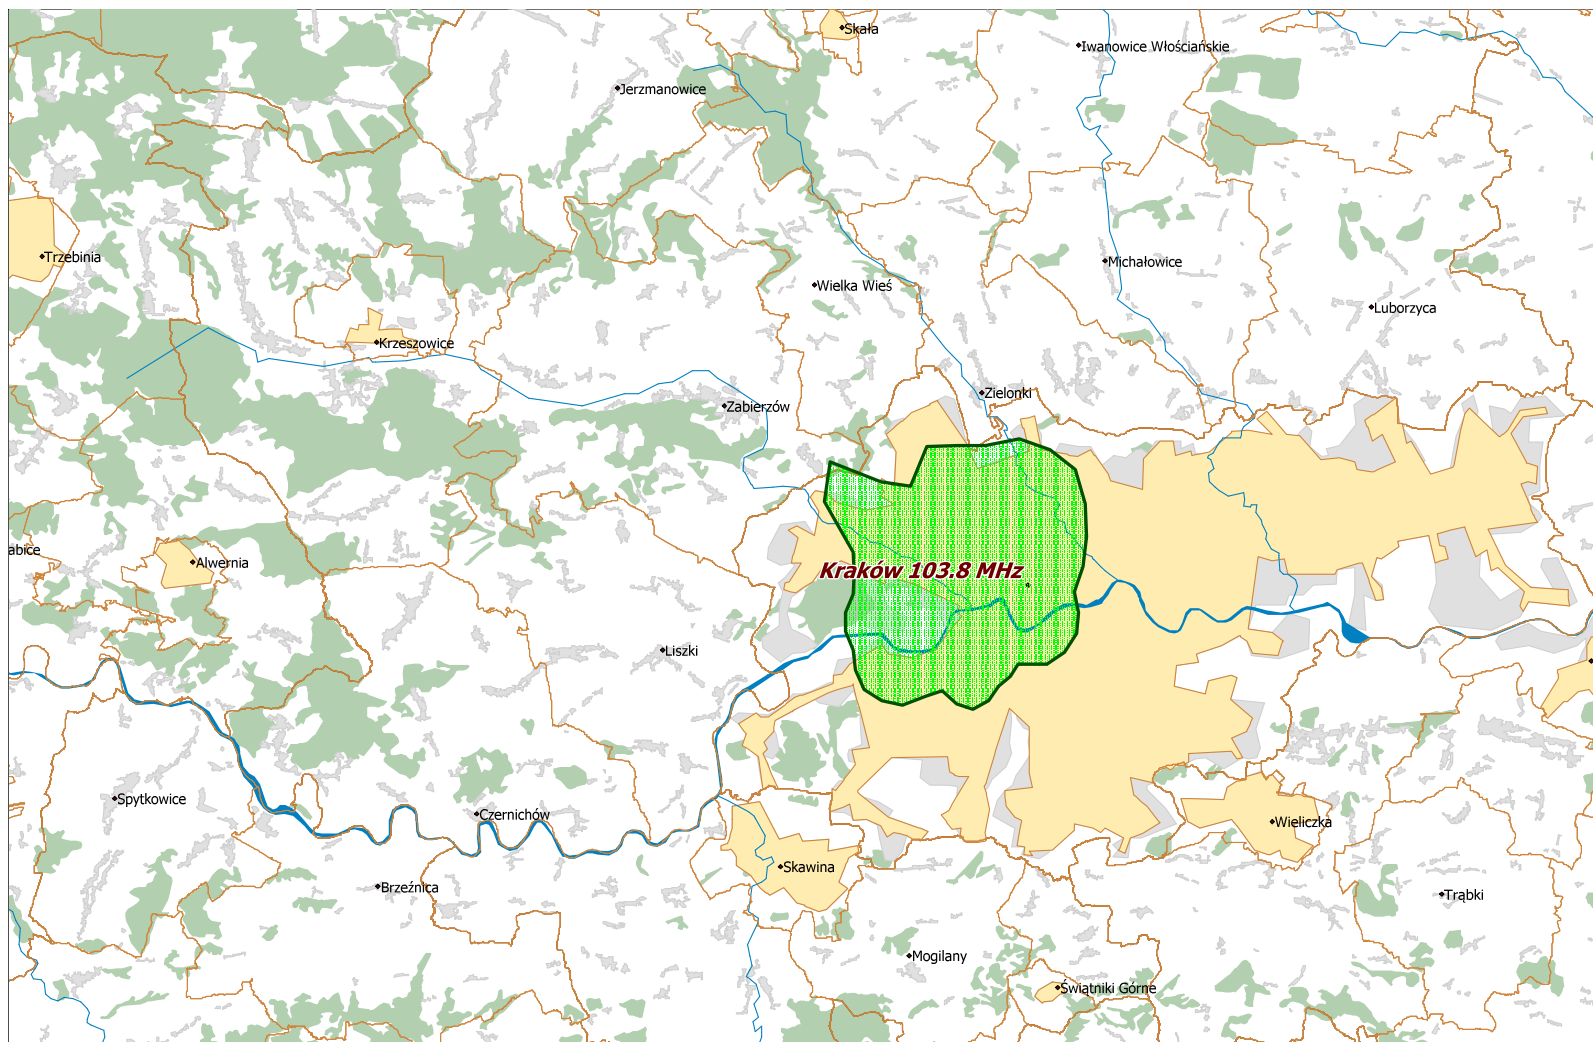 Skała
Iwanowice Włościańskie
Jerzmanowice
Trzebinia
Michałowice
Wielka Wieś
Luborzyca
Krzeszowice
Zielonki
Zabierzów
abice
Alwernia
Kraków 103.8 MHz
Liszki
Spytkowice
Czernichów
Wieliczka
Skawina
Brzeźnica
Trąbki
Mogilany
Świątniki Górne